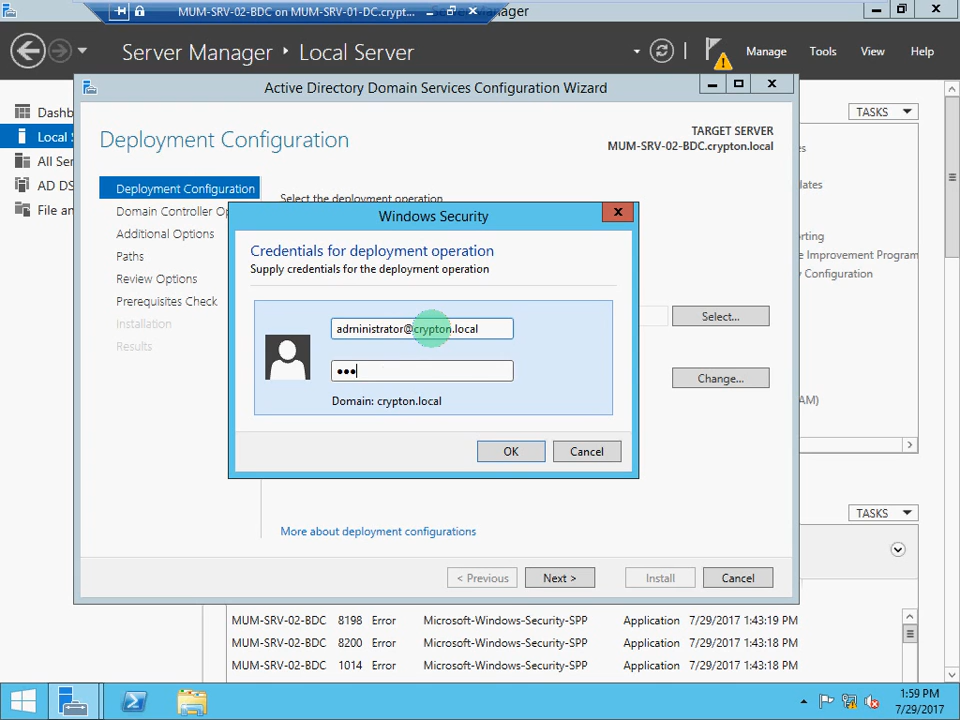 MUM-SRV-02-BDC on MUM-SRV-01-DC.crypt...
Manager
Server Manager ‣ Local Server
Manage
Tools
View
Help
Active Directory Domain Services Configuration Wizard
Dashb
Local
All Ser
AD DS
File an
TASKS
Deployment Configuration
TARGET SERVER
MUM-SRV-02-BDC.crypton.local
Deployment Configuration
Domain Controller Op
Additional Options
Paths
Review Options
Prerequisites Check
Installation
Results
Select the deployment operation
Windows Security
Credentials for deployment operation
Supply credentials for the deployment operation
administrator@crypton.local
●●●
Domain: crypton.local
OK
Cancel
Select...
Change...
dates
orting
e Improvement Program
y Configuration
AM)
TASKS
More about deployment configurations
< Previous
Next >
Install
Cancel
MUM-SRV-02-BDC 8198 Error Microsoft-Windows-Security-SPP Application 7/29/2017 1:43:19 PM
MUM-SRV-02-BDC 8200 Error Microsoft-Windows-Security-SPP Application 7/29/2017 1:43:18 PM
MUM-SRV-02-BDC 1014 Error Microsoft-Windows-Security-SPP Application 7/29/2017 1:43:18 PM
1:59 PM
7/29/2017